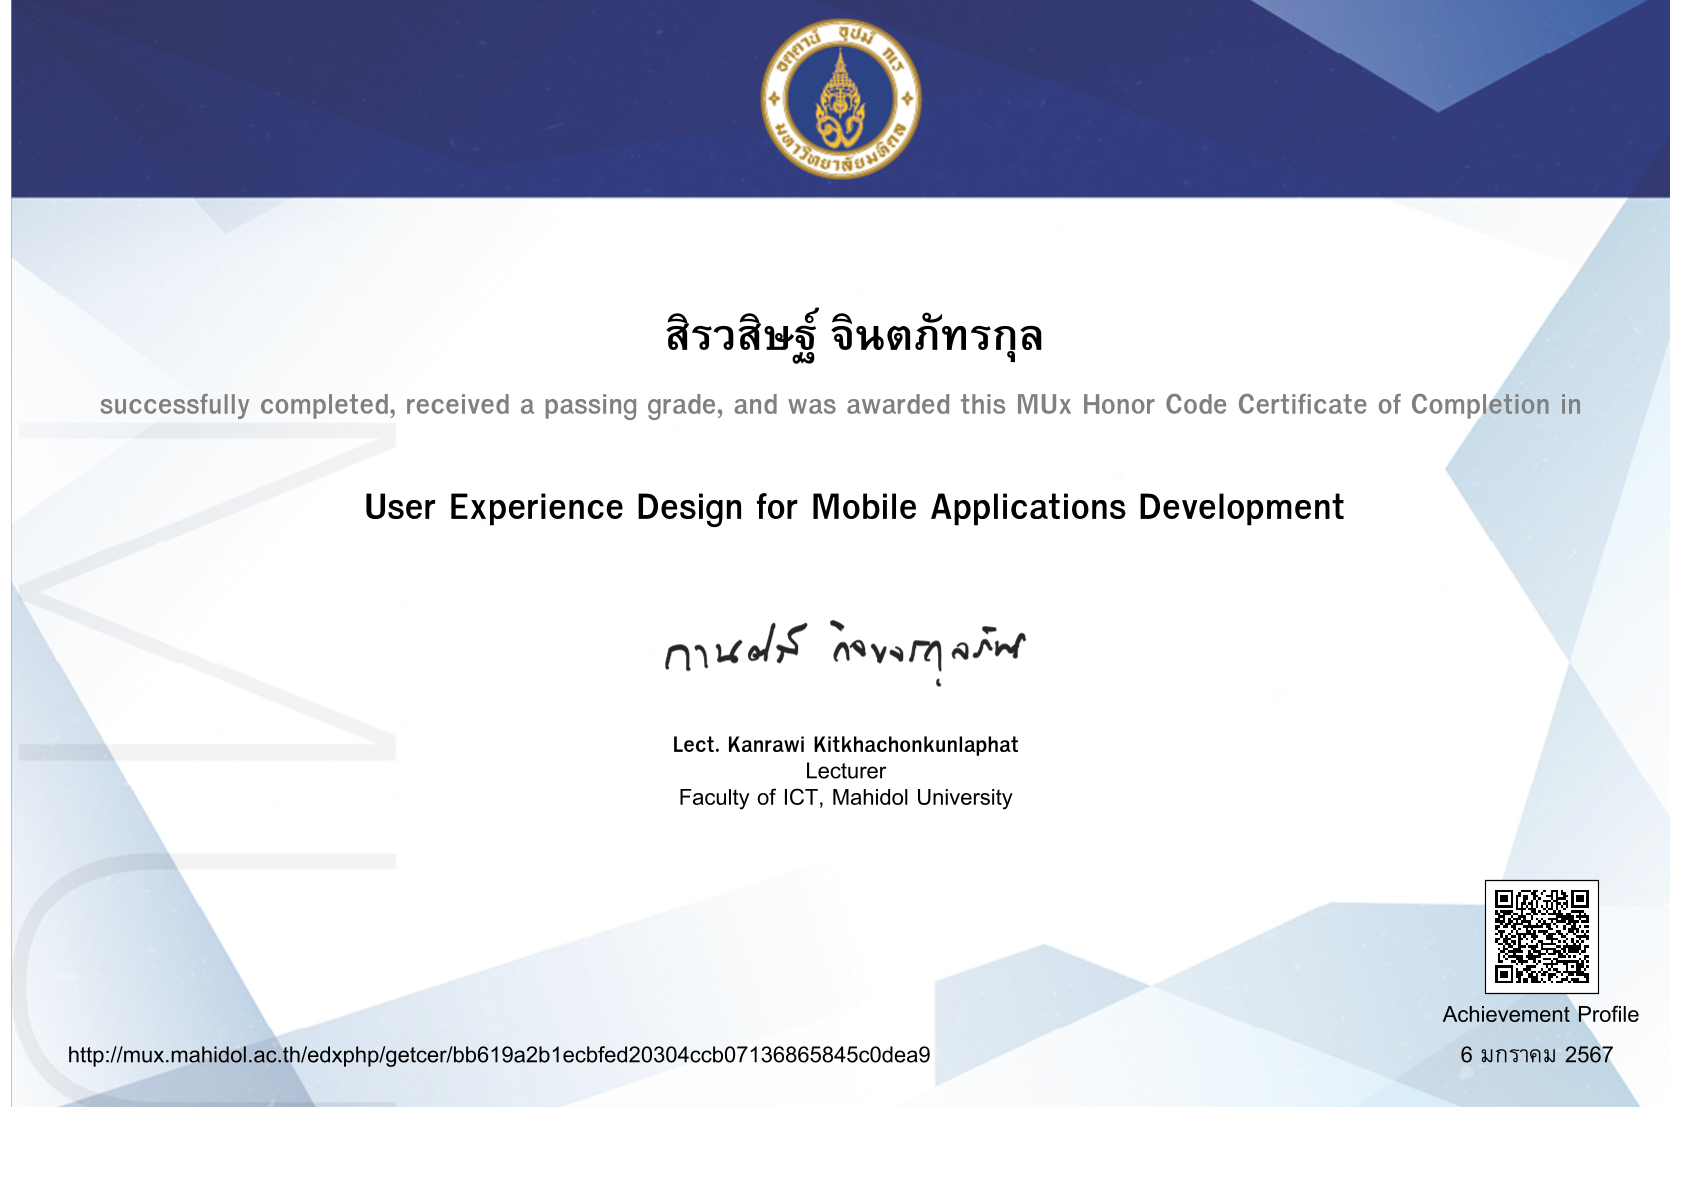 อตฺตานํ อุปมํ กเร
มหาวิทยาลัยมหิดล
สิรวสิษฐ์ จินตภัทรกุล
successfully completed, received a passing grade, and was awarded this MUx Honor Code Certificate of Completion in
User Experience Design for Mobile Applications Development
กานต์รวี กิจขจรกุลภัทร์
Lect. Kanrawi Kitkhachonkunlaphat
Lecturer
Faculty of ICT, Mahidol University
Achievement Profile
http://mux.mahidol.ac.th/edxphp/getcer/bb619a2b1ecbfed20304ccb07136865845c0dea9
6 มกราคม 2567